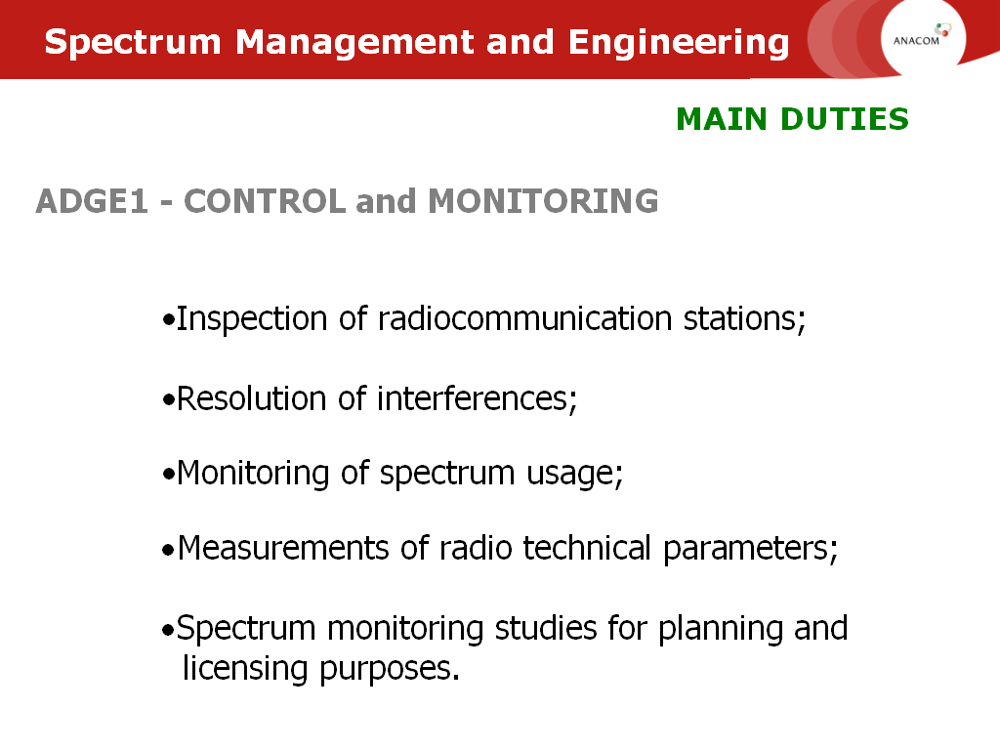 Spectrum Management and Engineering
ANACOM
MAIN DUTIES
ADGE1 - CONTROL and MONITORING
•Inspection of radiocommunication stations;
•Resolution of interferences;
•Monitoring of spectrum usage;
•Measurements of radio technical parameters;
•Spectrum monitoring studies for planning and
licensing purposes.